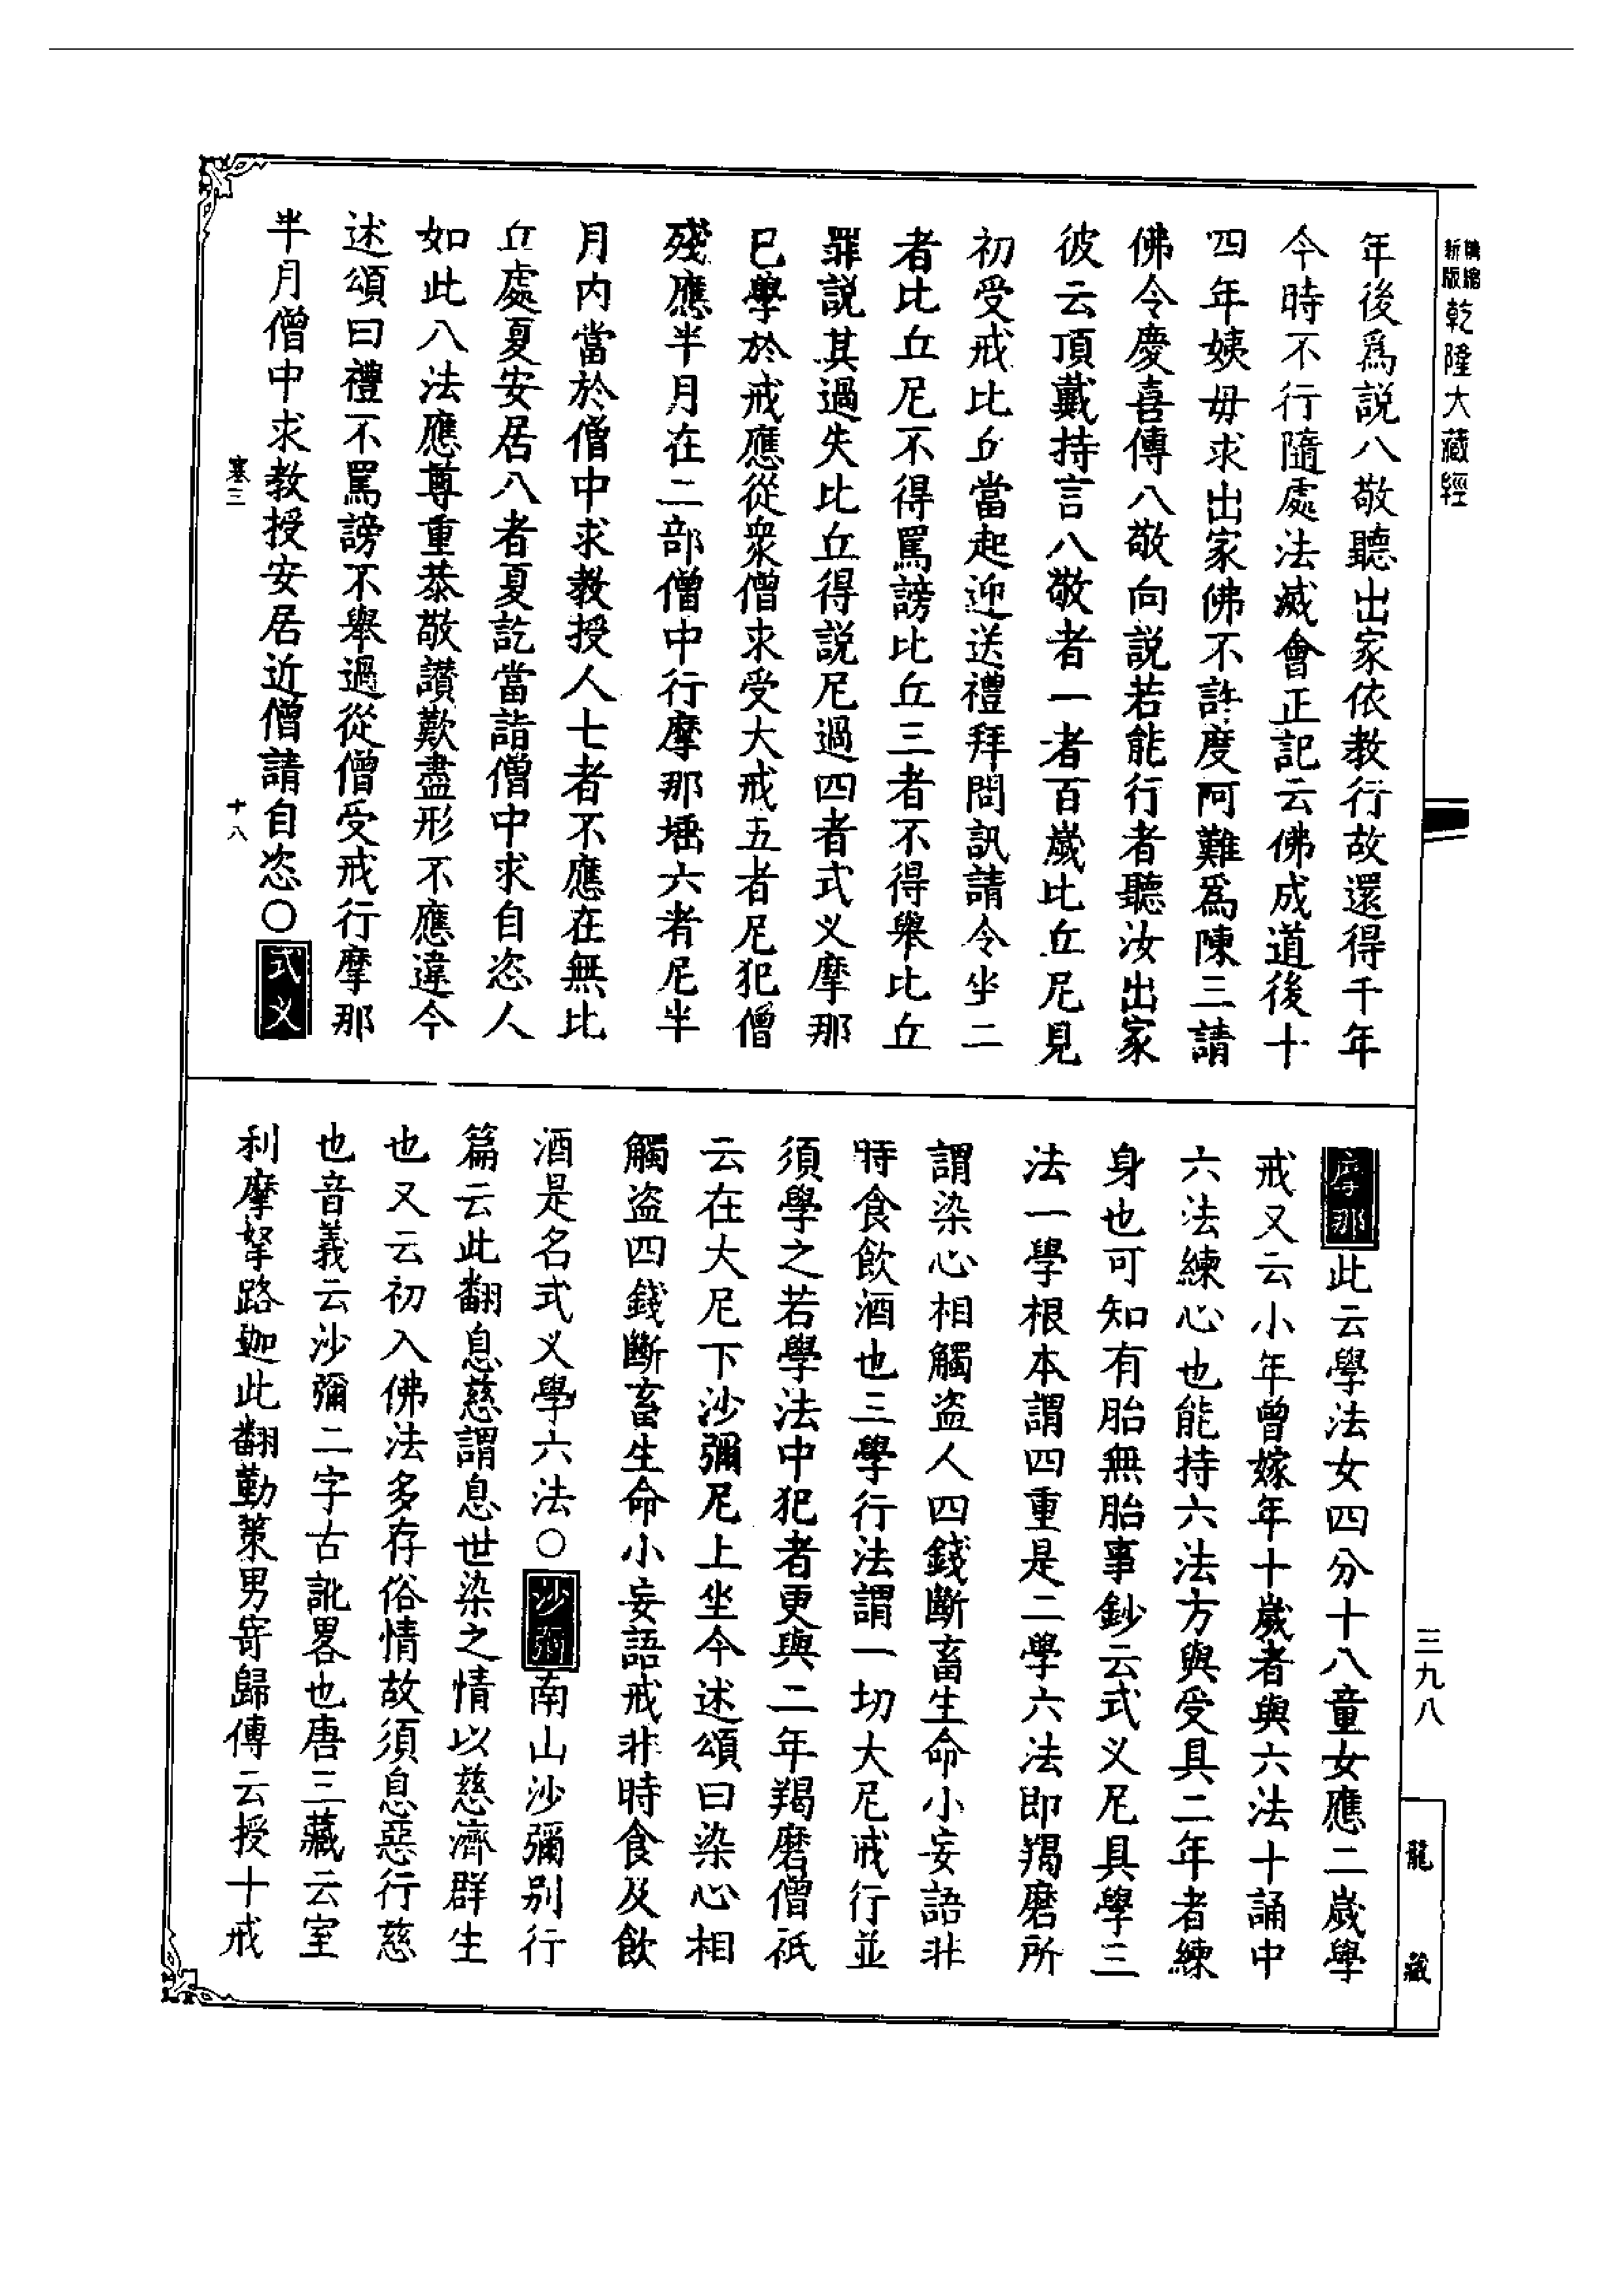 新版
乾隆大藏經
年後爲説八敬聽出家依教行故還得千年
今時不行隨處法滅會正記云佛成道後十
四年姨毋求出家佛不許度阿難爲陳三請
佛令慶喜傳八敬向説若能行者聽汝出家
彼云頂戴持言八敬者一者百嵗比丘尼見
初受戒比丘當起迎送禮拜問訊請令坐二
者比丘尼不得罵謗比丘三者不得舉比丘
罪説其過失比丘得説尼過四者式义摩那
已學於戒應從衆僧求受大戒五者尼犯僧
殘應半月在二部僧中行摩那埵六者尼半
月内當於僧中求教授人七者不應在無比
丘處夏安居八者夏訖當詣僧中求自恣人
如此八法應尊重恭敬讃歎盡形不應違今
述頌曰禮不罵謗不舉過從僧受戒行摩那
半月僧中求教授安居近僧請自恣〇式义
塞三
十八
摩那此云學法女四分十八童女應二嵗學
戒又云小年曾嫁年十嵗者與六法十誦中
六法練心也能持六法方與受具二年者練
身也可知有胎無胎事鈔云式义尼具學三
法一學根本謂四重是二學六法即羯磨所
謂染心相觸盗人四錢斷畜生命小妄語非
時食飲酒也三學行法謂一切大尼戒行並
須學之若學法中犯者更與二年羯磨僧祇
云在大尼下沙彌尼上坐今述頌曰染心相
觸盗四錢斷畜生命小妄語戒非時食及飲
酒是名式义學六法〇沙彌南山沙彌别行
篇云此翻息慈謂息世染之情以慈濟群生
也又云初入佛法多存俗情故須息惡行慈
也音義云沙彌二字古訛畧也唐三藏云室
利摩拏路迦此翻勤策男寄歸傳云授十戒
三九八
龍藏